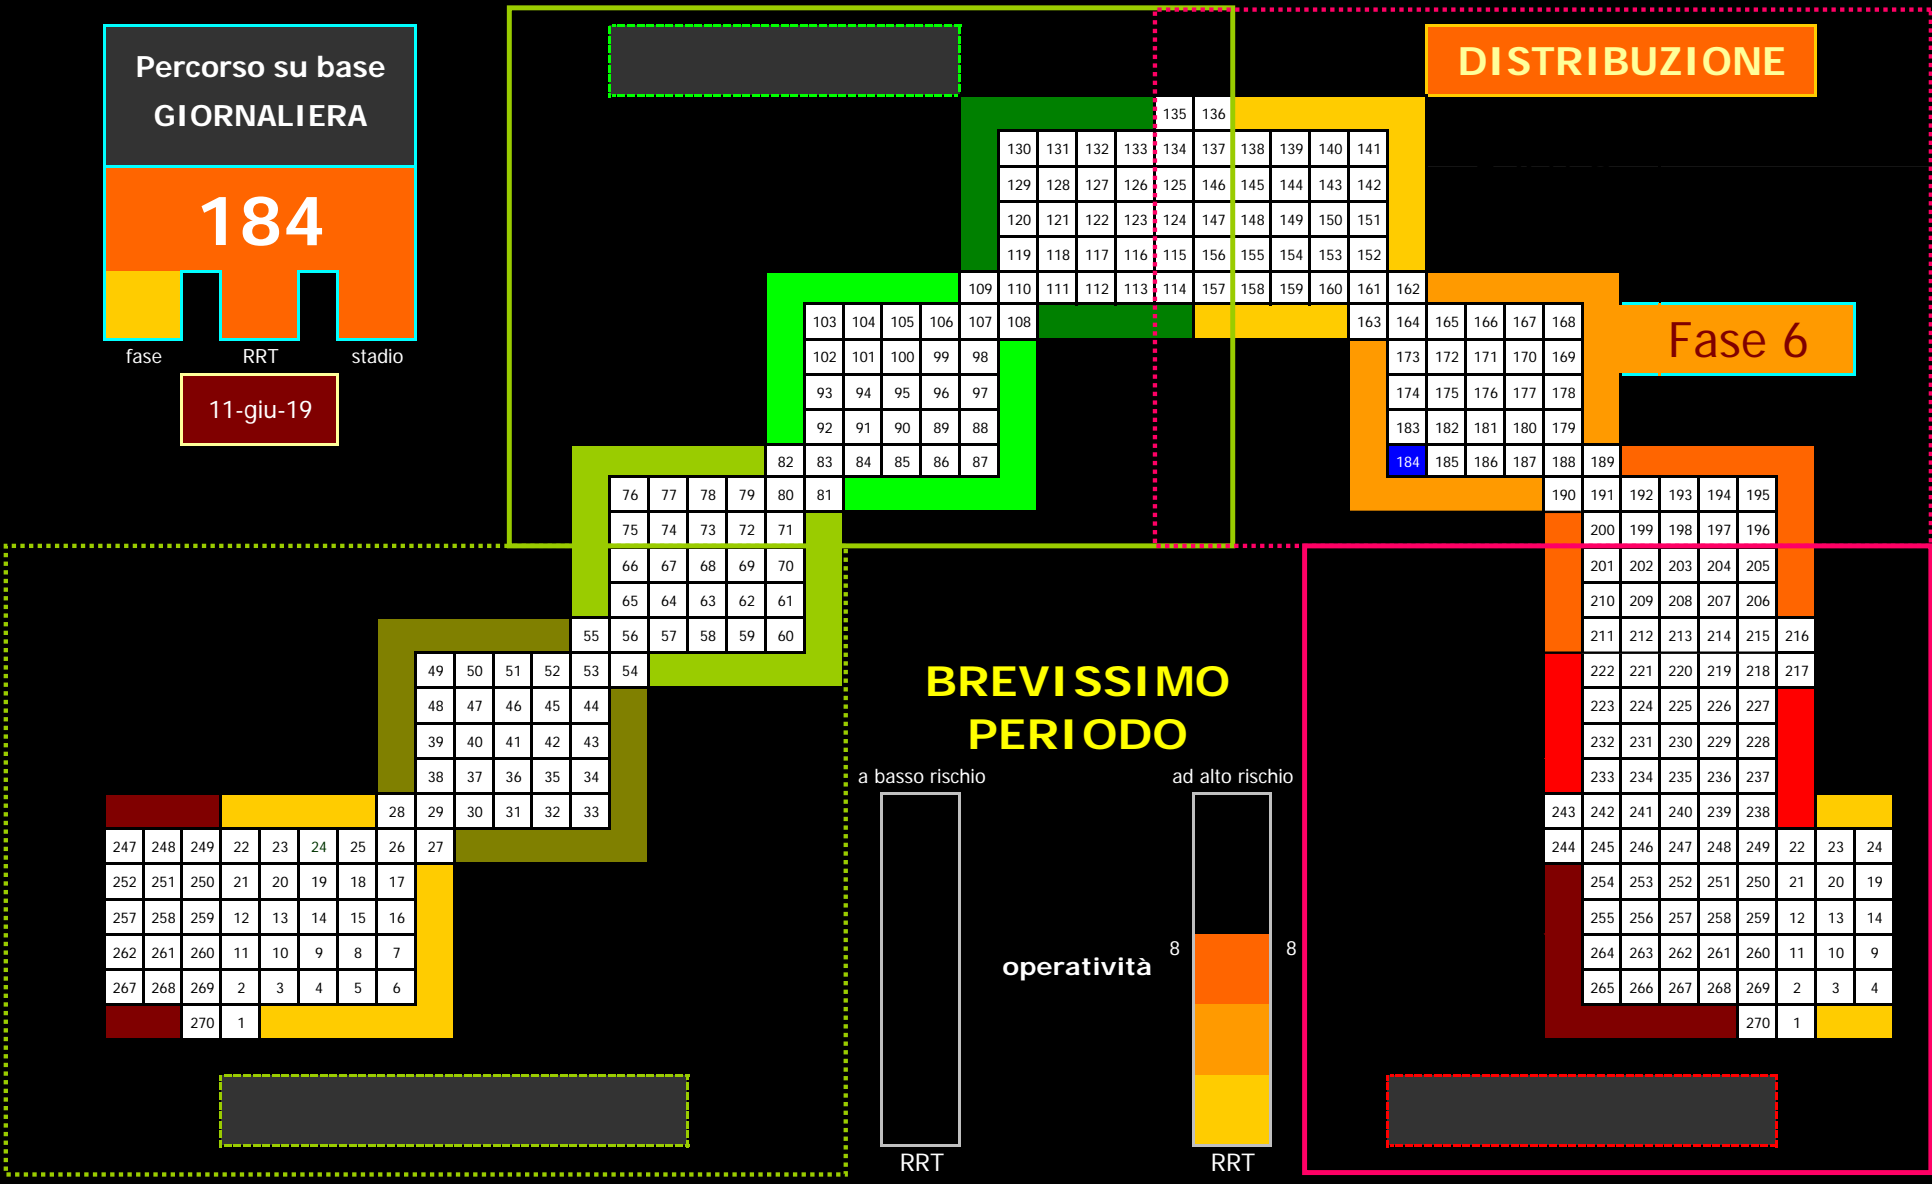 Percorso su base
GIORNALIERA
DISTRIBUZIONE
135 136
130 131 132 133 134 137 138 139 140 141
129 128 127 126 125 146 145 144 143 142
184
120 121 122 123 124 147 148 149 150 151
119 118 117 116 115 156 155 154 153 152
109 110 111 112 113 114 157 158 159 160 161 162
103 104 105 106 107 108 163 164 165 166 167 168
Fase 6
fase RRT stadio
102 101 100 99 98 173 172 171 170 169
93 94 95 96 97 174 175 176 177 178
11-giu-19
92 91 90 89 88 183 182 181 180 179
82 83 84 85 86 87 184 185 186 187 188 189
76 77 78 79 80 81 190 191 192 193 194 195
75 74 73 72 71 200 199 198 197 196
66 67 68 69 70 201 202 203 204 205
65 64 63 62 61 210 209 208 207 206
55 56 57 58 59 60 211 212 213 214 215 216
49 50 51 52 53 54 222 221 220 219 218 217
BREVISSIMO
PERIODO
48 47 46 45 44 223 224 225 226 227
39 40 41 42 43 232 231 230 229 228
38 37 36 35 34 233 234 235 236 237
a basso rischio ad alto rischio
28 29 30 31 32 33 243 242 241 240 239 238
247 248 249 22 23 24 25 26 27 244 245 246 247 248 249 22 23 24
252 251 250 21 20 19 18 17 254 253 252 251 250 21 20 19
257 258 259 12 13 14 15 16 255 256 257 258 259 12 13 14
262 261 260 11 10 9 8 7 264 263 262 261 260 11 10 9
8 8
operatività
267 268 269 2 3 4 5 6 265 266 267 268 269 2 3 4
270 1 270 1
RRT RRT